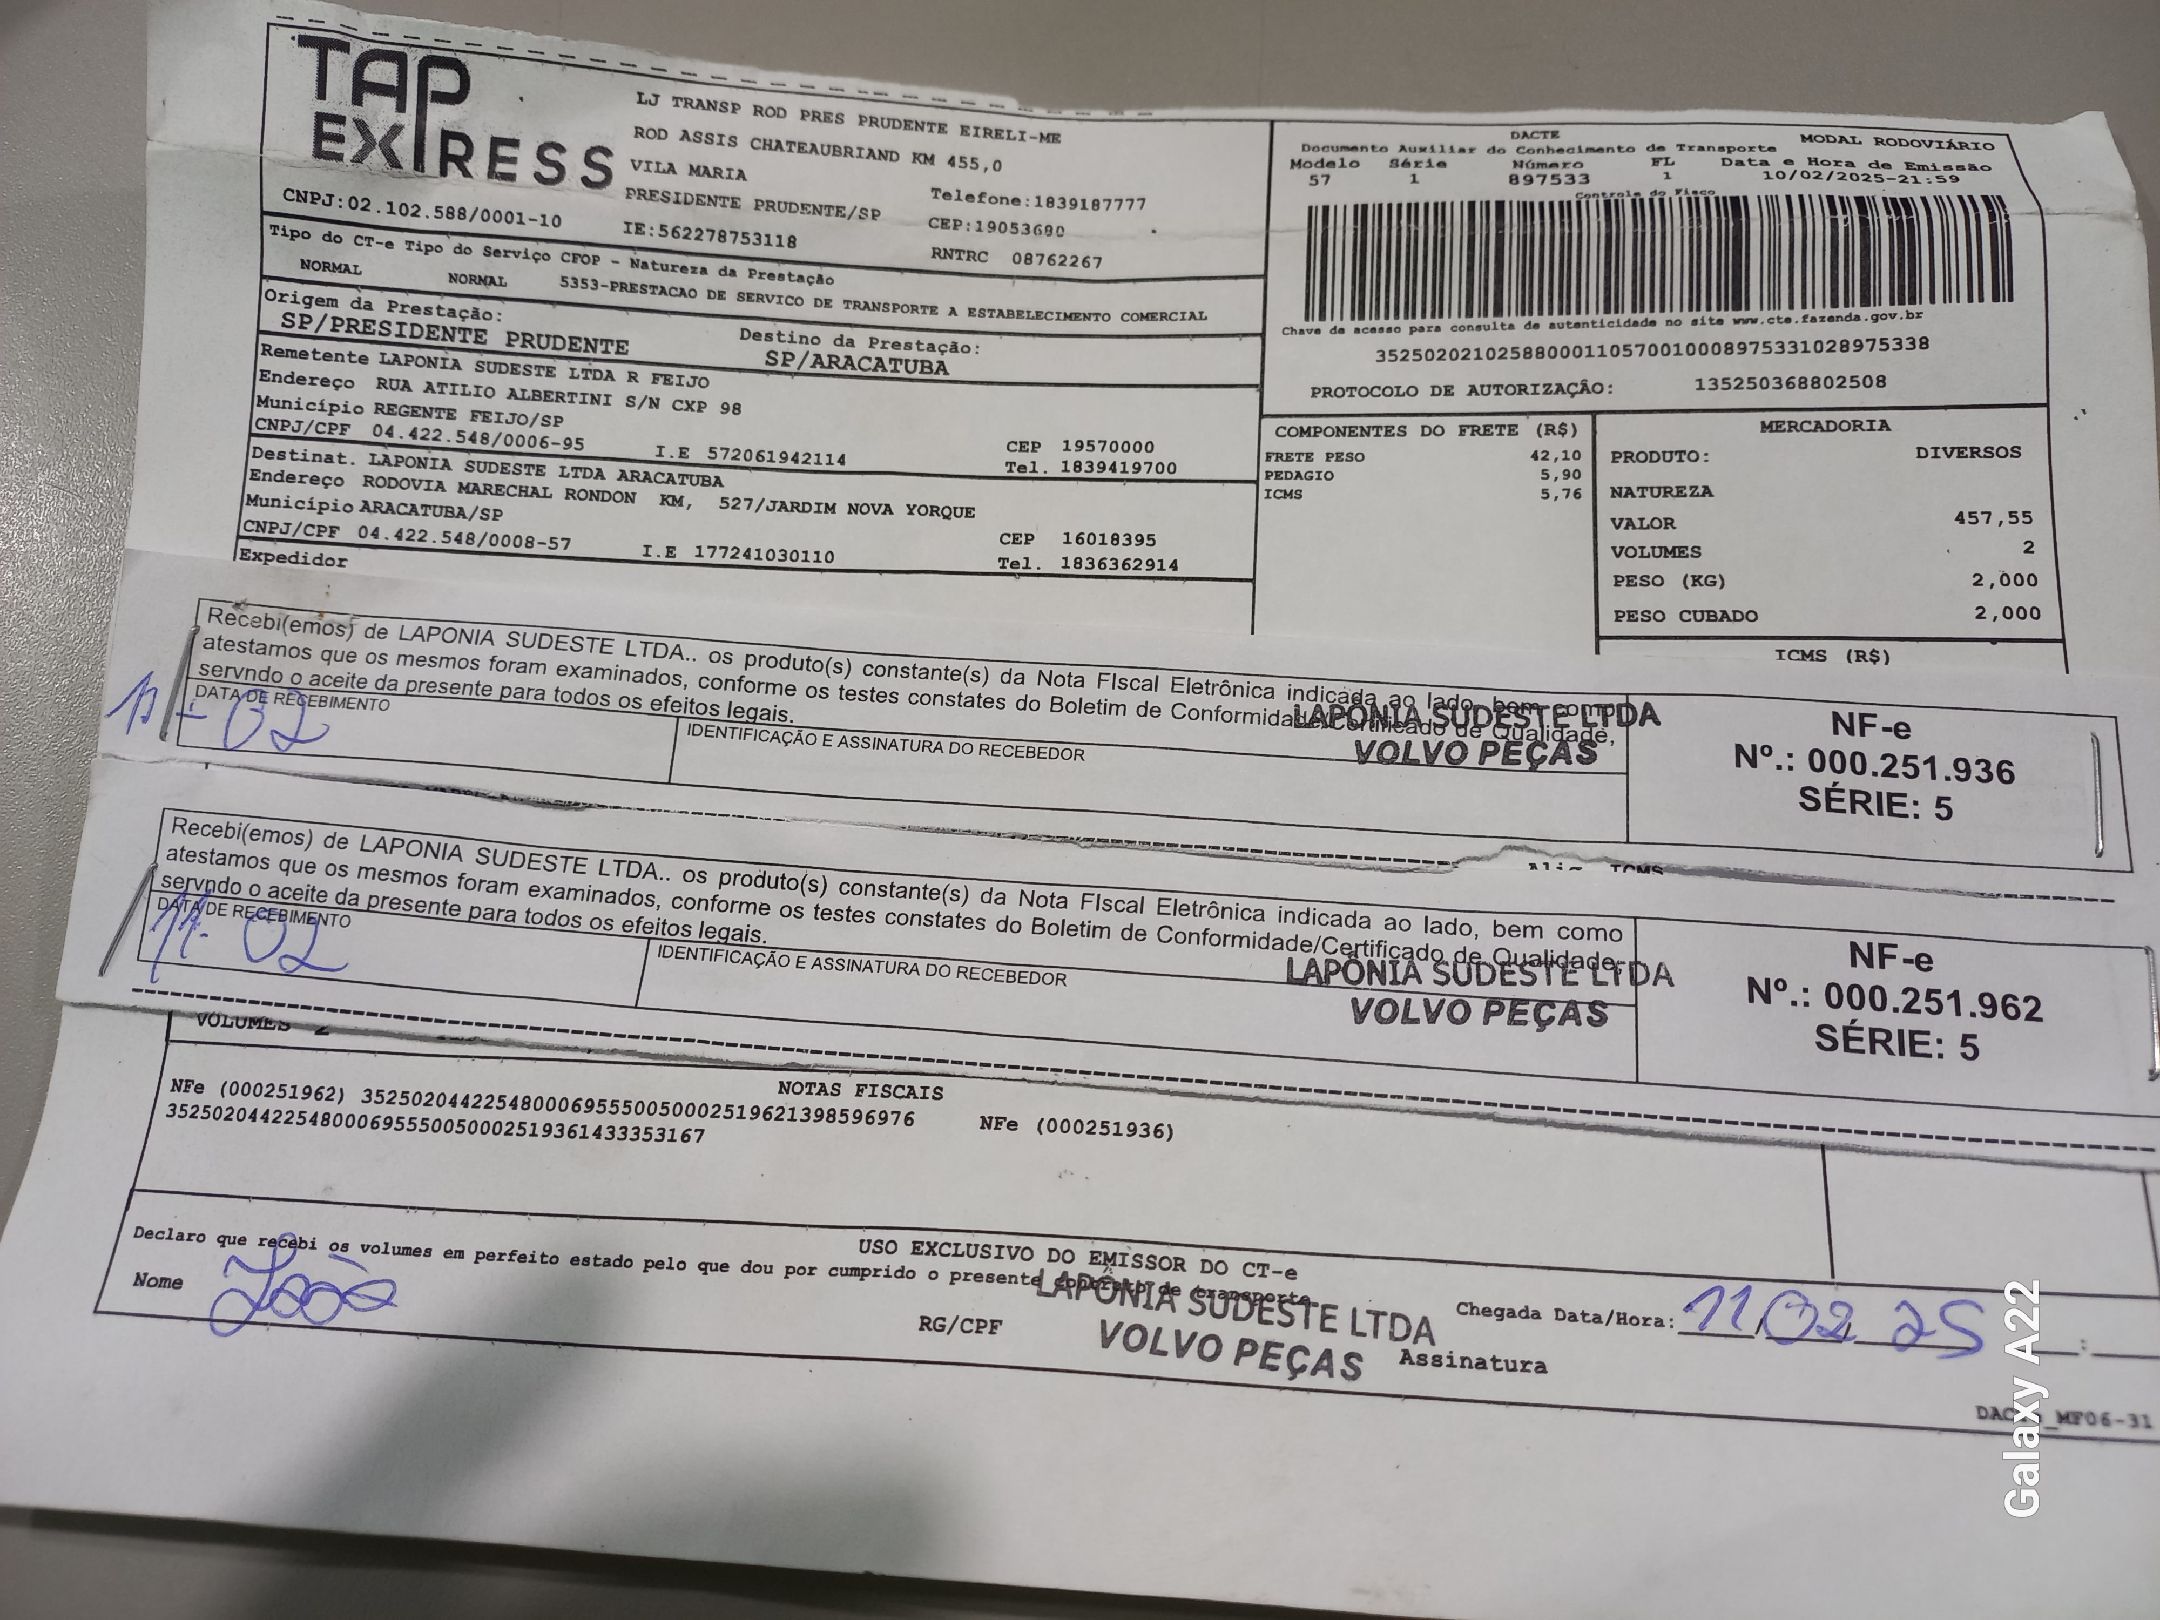 TAP
EXPRESS
LJ TRANSP ROD PRES PRUDENTE EIRELI-ME
ROD ASSIS CHATEAUBRIAND KM 455,0
VILA MARIA
PRESIDENTE PRUDENTE/SP
Telefone:1839187777
CNPJ:02.102.588/0001-10
IE:562278753118
CEP:19053680
RNTRC 08762267
Tipo do CT-e Tipo do Serviço CFOP - Natureza da Prestação
NORMAL NORMAL 5353-PRESTACAO DE SERVICO DE TRANSPORTE A ESTABELECIMENTO COMERCIAL
Origem da Prestação:
SP/PRESIDENTE PRUDENTE
Destino da Prestação:
SP/ARACATUBA
Remetente LAPONIA SUDESTE LTDA R FEIJO
Endereço RUA ATILIO ALBERTINI S/N CXP 98
Município REGENTE FEIJO/SP
CEP 19570000
CNPJ/CPF 04.422.548/0006-95 I.E 572061942114 Tel. 1839419700
Destinat. LAPONIA SUDESTE LTDA ARACATUBA
Endereço RODOVIA MARECHAL RONDON KM, 527/JARDIM NOVA YORQUE
Município ARACATUBA/SP
CEP 16018395
CNPJ/CPF 04.422.548/0008-57 I.E 177241030110 Tel. 1836362914
Expedidor
DACTE
MODAL RODOVIÁRIO
Documento Auxiliar do Conhecimento de Transporte
Modelo Série Número FL Data e Hora de Emissão
57 1 897533 1 10/02/2025-21:59
Controle do Fisco
Chave de acesso para consulta de autenticidade no site www.cte.fazenda.gov.br
35250202102588000110570010008975331028975338
PROTOCOLO DE AUTORIZAÇÂO: 135250368802508
COMPONENTES DO FRETE (R$)
FRETE PESO 42,10
PEDAGIO 5,90
ICMS 5,76
MERCADORIA
PRODUTO: DIVERSOS
NATUREZA
VALOR 457,55
VOLUMES 2
PESO (KG) 2,000
PESO CUBADO 2,000
ICMS (R$)
Recebi(emos) de LAPONIA SUDESTE LTDA.. os produto(s) constante(s) da Nota FIscal Eletrônica indicada ao lado, bem como
atestamos que os mesmos foram examinados, conforme os testes constates do Boletim de Conformidade/Certificado de Qualidade,
servndo o aceite da presente para todos os efeitos legais.
DATA DE RECEBIMENTO
11-02
IDENTIFICAÇÃO E ASSINATURA DO RECEBEDOR
LAPÔNIA SUDESTE LTDA
VOLVO PEÇAS
NF-e
Nº.: 000.251.936
SÉRIE: 5
Aliq ICMS
Recebi(emos) de LAPONIA SUDESTE LTDA.. os produto(s) constante(s) da Nota FIscal Eletrônica indicada ao lado, bem como
atestamos que os mesmos foram examinados, conforme os testes constates do Boletim de Conformidade/Certificado de Qualidade,
servndo o aceite da presente para todos os efeitos legais.
DATA DE RECEBIMENTO
11-02
IDENTIFICAÇÃO E ASSINATURA DO RECEBEDOR
LAPÔNIA SUDESTE LTDA
VOLVO PEÇAS
NF-e
Nº.: 000.251.962
SÉRIE: 5
VOLUMES 2
NOTAS FISCAIS
NFe (000251962) 35250204422548000695550050002519621398596976 NFe (000251936)
35250204422548000695550050002519361433353167
USO EXCLUSIVO DO EMISSOR DO CT-e
Declaro que recebi os volumes em perfeito estado pelo que dou por cumprido o presente contrato de transporte.
Nome João
RG/CPF
LAPÔNIA SUDESTE LTDA
VOLVO PEÇAS
Chegada Data/Hora: 11/02/25 :
Assinatura
MF06-31
Galaxy A22